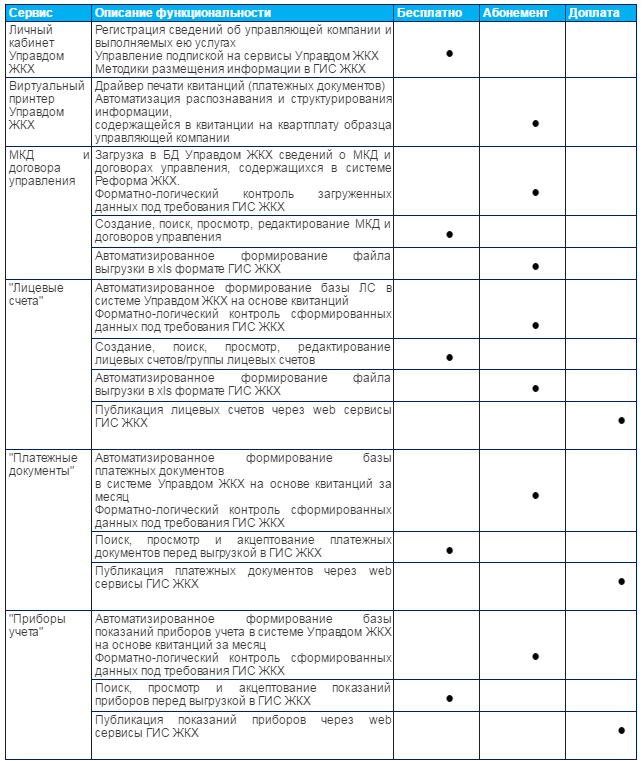 Сервис Описание функциональности Бесплатно Абонемент Доплата
Личный
кабинет
Управдом
ЖКХ
Регистрация сведений об управляющей компании и
выполняемых ею услугах
Управление подпиской на сервисы Управдом ЖКХ
Методики размещения информации в ГИС ЖКХ
●
Виртуальный
принтер
Управдом
ЖКХ
Драйвер печати квитанций (платежных документов)
Автоматизация распознавания и структурирования
информации,
содержащейся в квитанции на квартплату образца
управляющей компании
●
МКД и
договора
управления
Загрузка в БД Управдом ЖКХ сведений о МКД и
договорах управления, содержащихся в системе
Реформа ЖКХ.
Форматно-логический контроль загруженных
данных под требования ГИС ЖКХ
●
Создание, поиск, просмотр, редактирование МКД и
договоров управления
●
Автоматизированное формирование файла
выгрузки в xls формате ГИС ЖКХ
●
"Лицевые
счета"
Автоматизированное формирование базы ЛС в
системе Управдом ЖКХ на основе квитанций
Форматно-логический контроль сформированных
данных под требования ГИС ЖКХ
●
Создание, поиск, просмотр, редактирование
лицевых счетов/группы лицевых счетов
●
Автоматизированное формирование файла
выгрузки в xls формате ГИС ЖКХ
●
Публикация лицевых счетов через web сервисы
ГИС ЖКХ
●
"Платежные
документы"
Автоматизированное формирование базы
платежных документов
в системе Управдом ЖКХ на основе квитанций за
месяц
Форматно-логический контроль сформированных
данных под требования ГИС ЖКХ
●
Поиск, просмотр и акцептование платежных
документов перед выгрузкой в ГИС ЖКХ
●
Публикация платежных документов через web
сервисы ГИС ЖКХ
●
"Приборы
учета"
Автоматизированное формирование базы
показаний приборов учета в системе Управдом ЖКХ
на основе квитанций за месяц
Форматно-логический контроль сформированных
данных под требования ГИС ЖКХ
●
Поиск, просмотр и акцептование показаний
приборов перед выгрузкой в ГИС ЖКХ
●
Публикация показаний приборов через web
сервисы ГИС ЖКХ
●